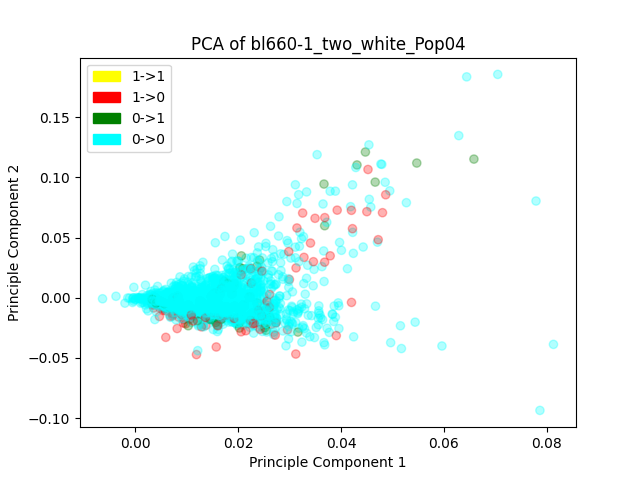 PCA of bl660-1_two_white_Pop04
1->1
1->0
0->1
0->0
Principle Component 2
0.15
0.10
0.05
0.00
−0.05
−0.10
0.00 0.02 0.04 0.06 0.08
Principle Component 1